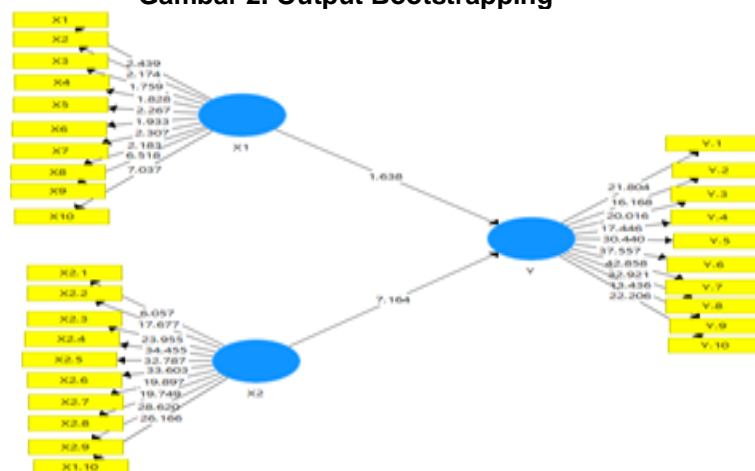 Gambar 2. Output Bootstrapping
X1
X2
X3
X4
X5
X6
X7
X8
X9
X10
2.439
2.174
1.759
1.828
2.267
1.933
2.307
2.183
6.518
7.037
X1
1.638
X2.1
X2.2
X2.3
X2.4
X2.5
X2.6
X2.7
X2.8
X2.9
X1.10
6.057
17.677
23.955
34.455
32.787
33.603
19.897
19.749
28.620
26.166
X2
7.164
Y
21.804
16.168
20.016
17.446
30.440
37.557
42.858
22.206
Y.1
Y.2
Y.3
Y.4
Y.5
Y.6
Y.7
Y.8
Y.9
Y.10